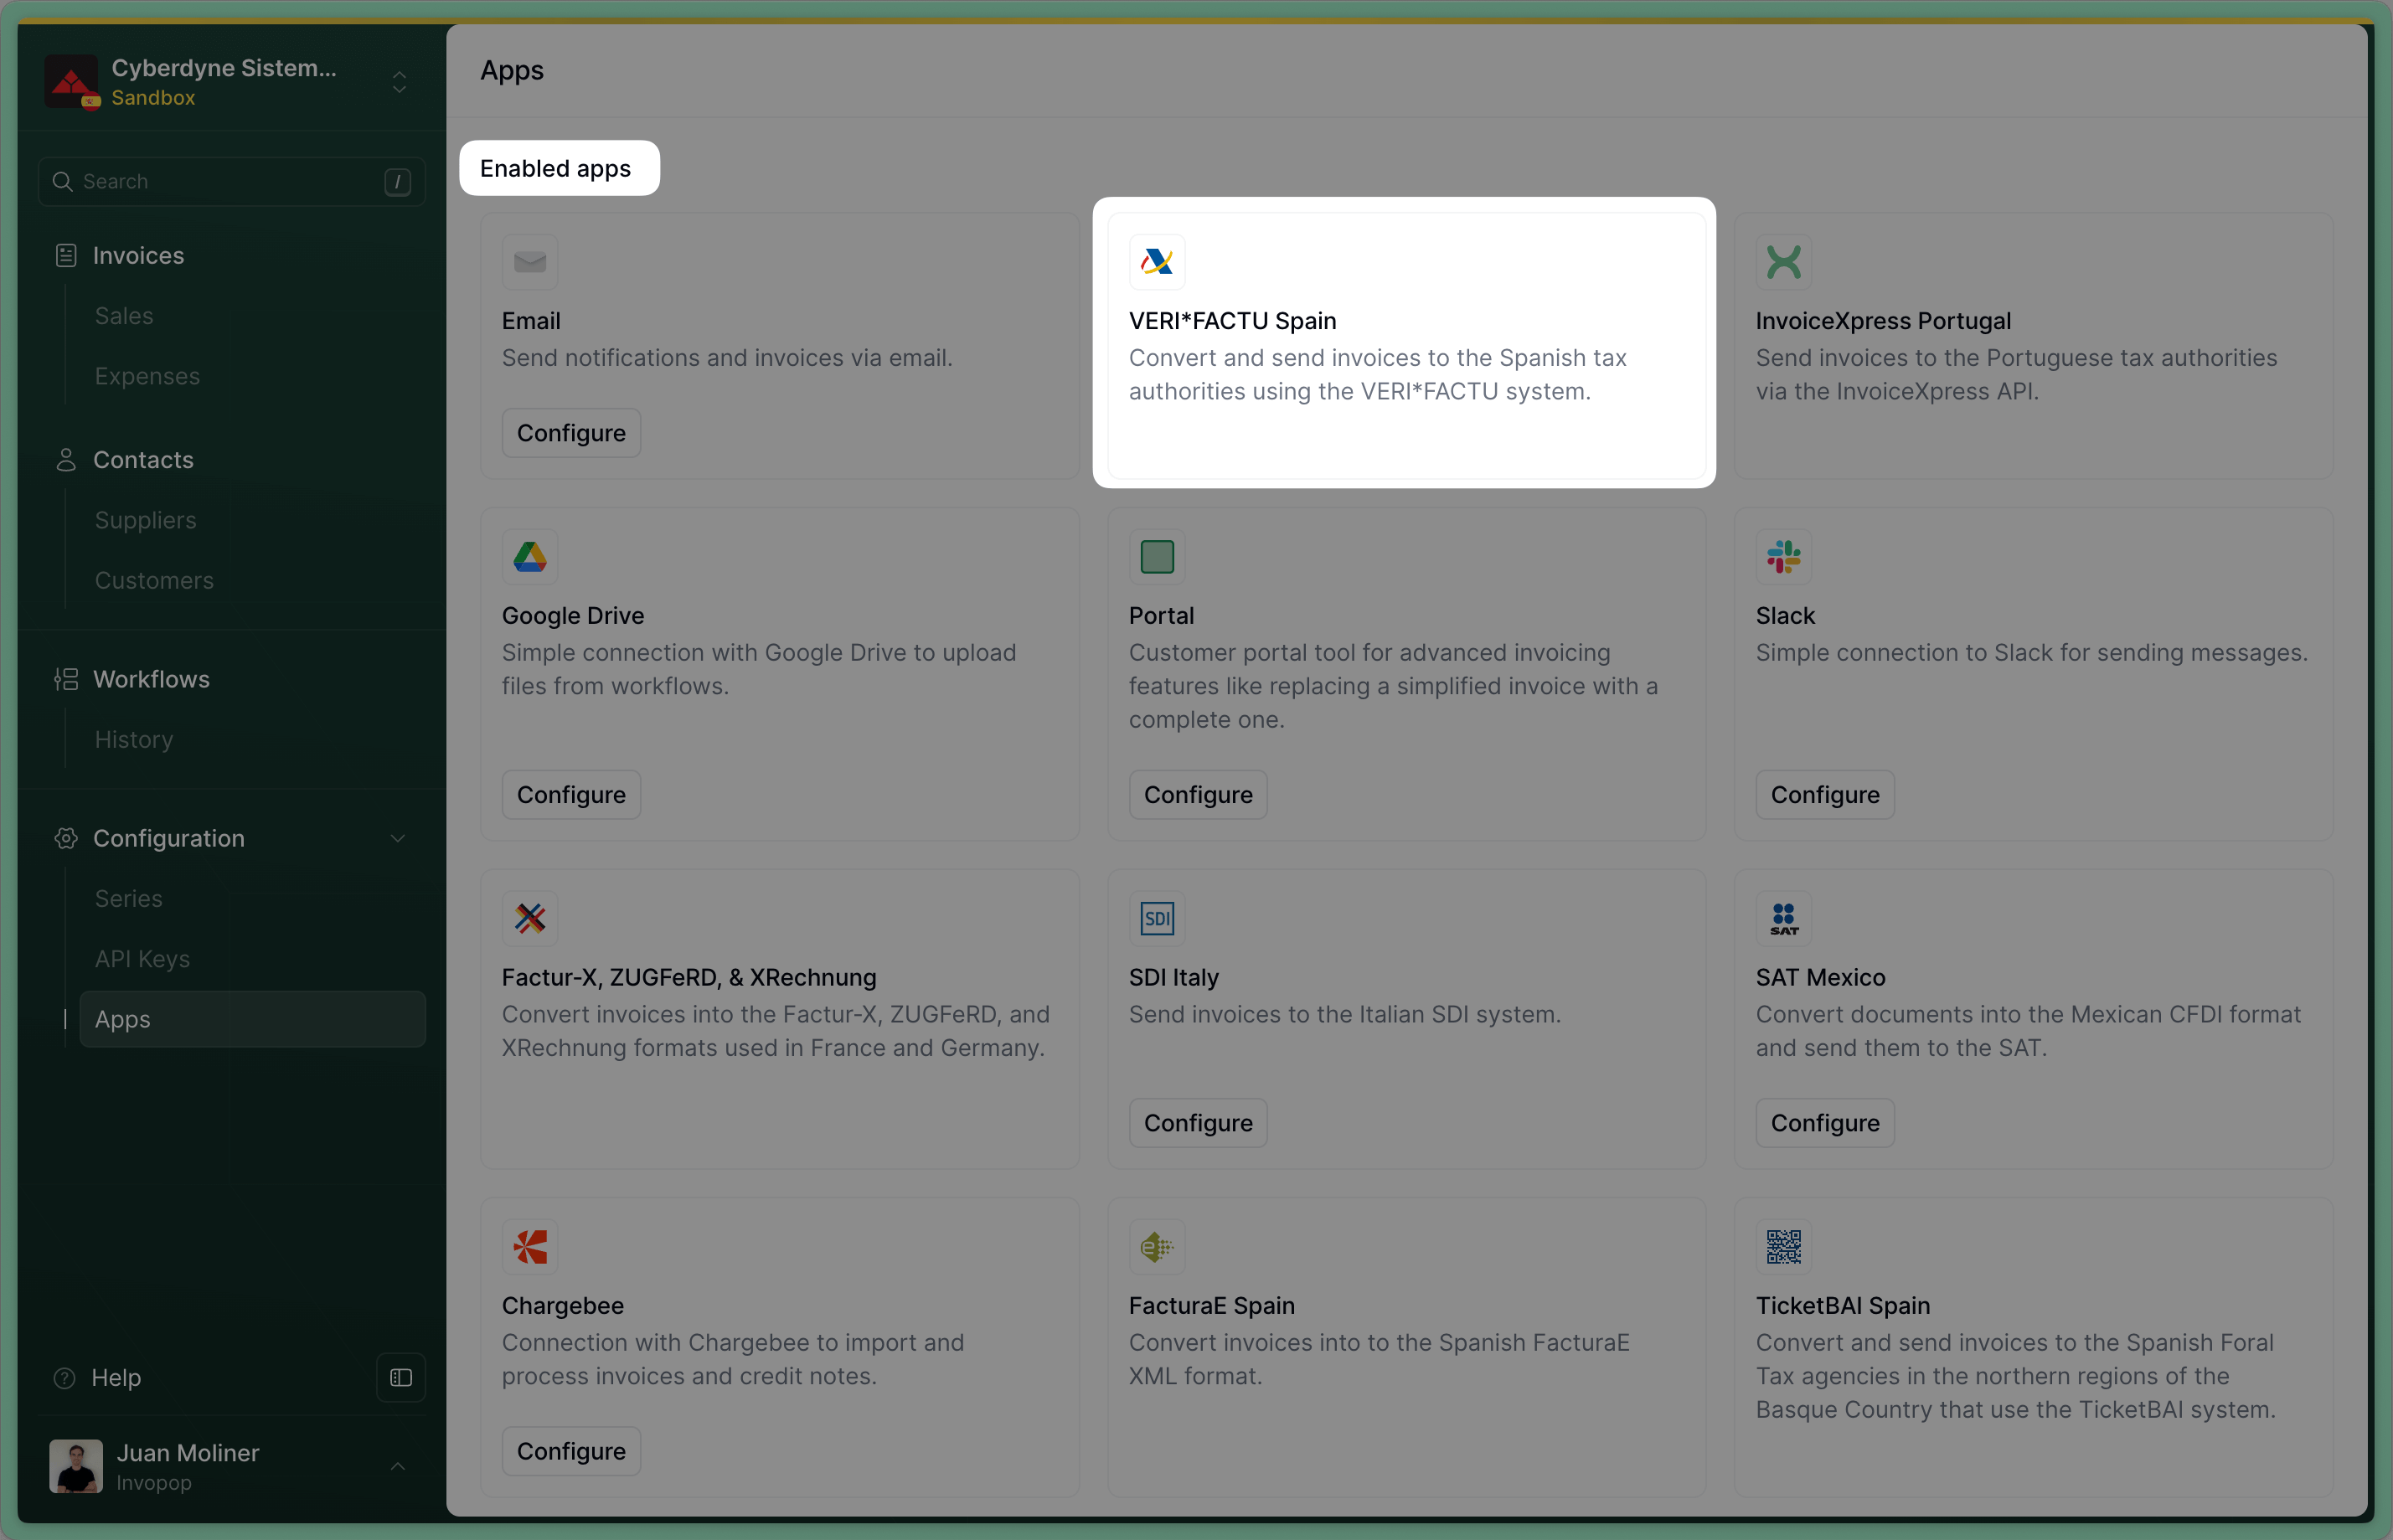 Cyberdyne Sistem...
Sandbox
Search
/
Invoices
Sales
Expenses
Contacts
Suppliers
Customers
Workflows
History
Configuration
Series
API Keys
Apps
Help
Juan Moliner
Invopop
Apps
Enabled apps
Email
Send notifications and invoices via email.
Configure
VERI*FACTU Spain
Convert and send invoices to the Spanish tax
authorities using the VERI*FACTU system.
InvoiceXpress Portugal
Send invoices to the Portuguese tax authorities
via the InvoiceXpress API.
Google Drive
Simple connection with Google Drive to upload
files from workflows.
Configure
Portal
Customer portal tool for advanced invoicing
features like replacing a simplified invoice with a
complete one.
Configure
Slack
Simple connection to Slack for sending messages.
Configure
Factur-X, ZUGFeRD, & XRechnung
Convert invoices into the Factur-X, ZUGFeRD, and
XRechnung formats used in France and Germany.
SDI
SDI Italy
Send invoices to the Italian SDI system.
Configure
SAT
SAT Mexico
Convert documents into the Mexican CFDI format
and send them to the SAT.
Configure
Chargebee
Connection with Chargebee to import and
process invoices and credit notes.
Configure
e
FacturaE Spain
Convert invoices into to the Spanish FacturaE
XML format.
TicketBAI Spain
Convert and send invoices to the Spanish Foral
Tax agencies in the northern regions of the
Basque Country that use the TicketBAI system.